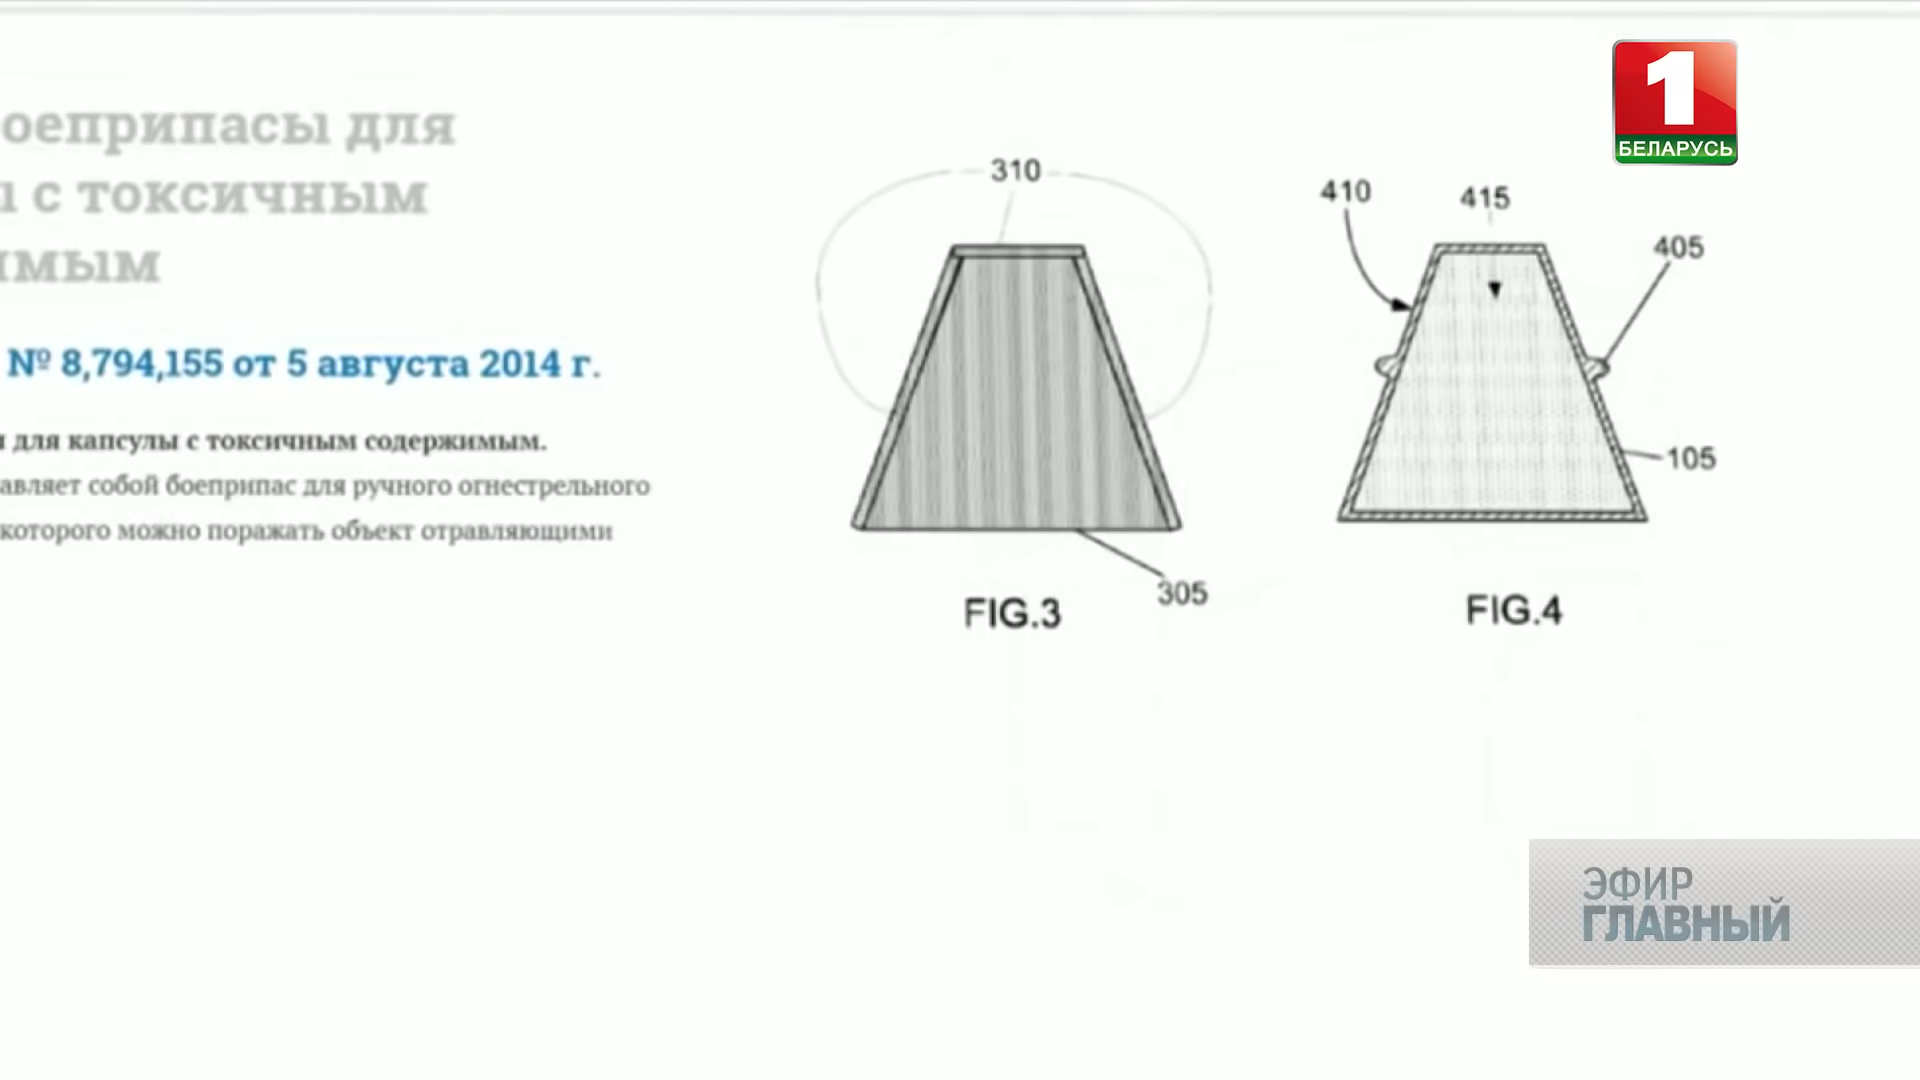 оеприпасы для
с токсичным
мым
№ 8,794,155 от 5 августа 2014 г.
для капсулы с токсичным содержимым.
авляет собой боеприпас для ручного огнестрельного
которого можно поражать объект отравляющими
310
305
FIG.3
410
415
405
105
FIG.4
1
БЕЛАРУСЬ
ЭФИР
ГЛАВНЫЙ